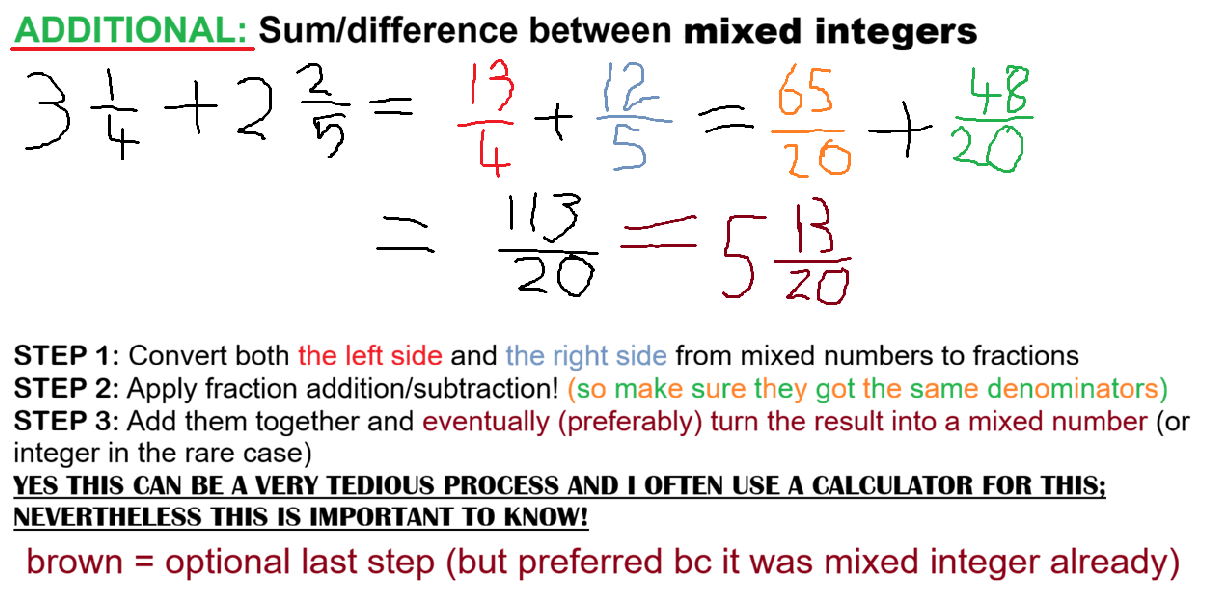 ADDITIONAL: Sum/difference between mixed integers
3 1/4 + 2 2/5 = 13/4 + 12/5 = 65/20 + 48/20
= 113/20 = 5 13/20
STEP 1: Convert both the left side and the right side from mixed numbers to fractions
STEP 2: Apply fraction addition/subtraction! (so make sure they got the same denominators)
STEP 3: Add them together and eventually (preferably) turn the result into a mixed number (or
integer in the rare case)
YES THIS CAN BE A VERY TEDIOUS PROCESS AND I OFTEN USE A CALCULATOR FOR THIS;
NEVERTHELESS THIS IS IMPORTANT TO KNOW!
brown = optional last step (but preferred bc it was mixed integer already)